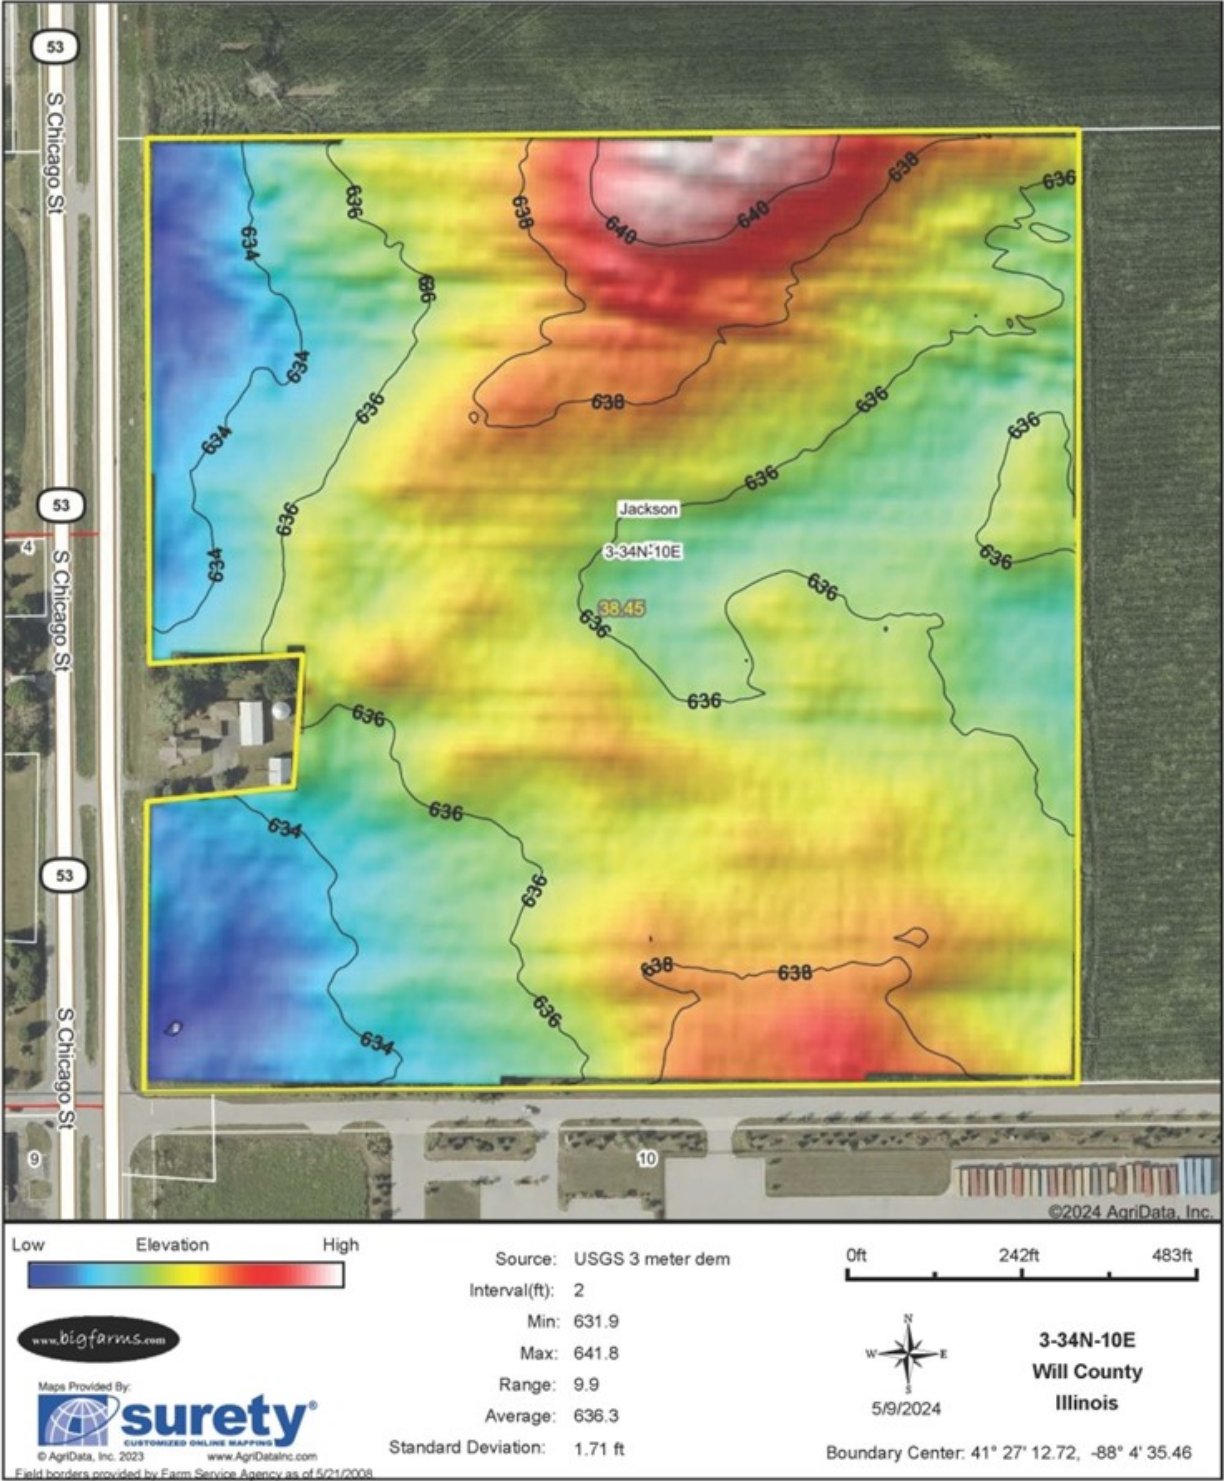 53
S Chicago St
636
634
636
638
640
640
638
636
636
634
634
636
638
636
636
634
53
636
636
Jackson
3-34N-10E
636
4
634
S Chicago St
38.45
636
636
636
636
636
634
53
636
638
638
636
634
S Chicago St
9
10
©2024 AgriData, Inc.
Low Elevation High
Source: USGS 3 meter dem
Interval(ft): 2
Min: 631.9
Max: 641.8
Range: 9.9
Average: 636.3
Standard Deviation: 1.71 ft
0ft 242ft 483ft
N
W E
S
5/9/2024
3-34N-10E
Will County
Illinois
Boundary Center: 41° 27' 12.72, -88° 4' 35.46
www.bigfarms.com
Maps Provided By:
surety®
CUSTOMIZED ONLINE MAPPING
© AgriData, Inc. 2023 www.AgriDataInc.com
Field borders provided by Farm Service Agency as of 5/21/2008.